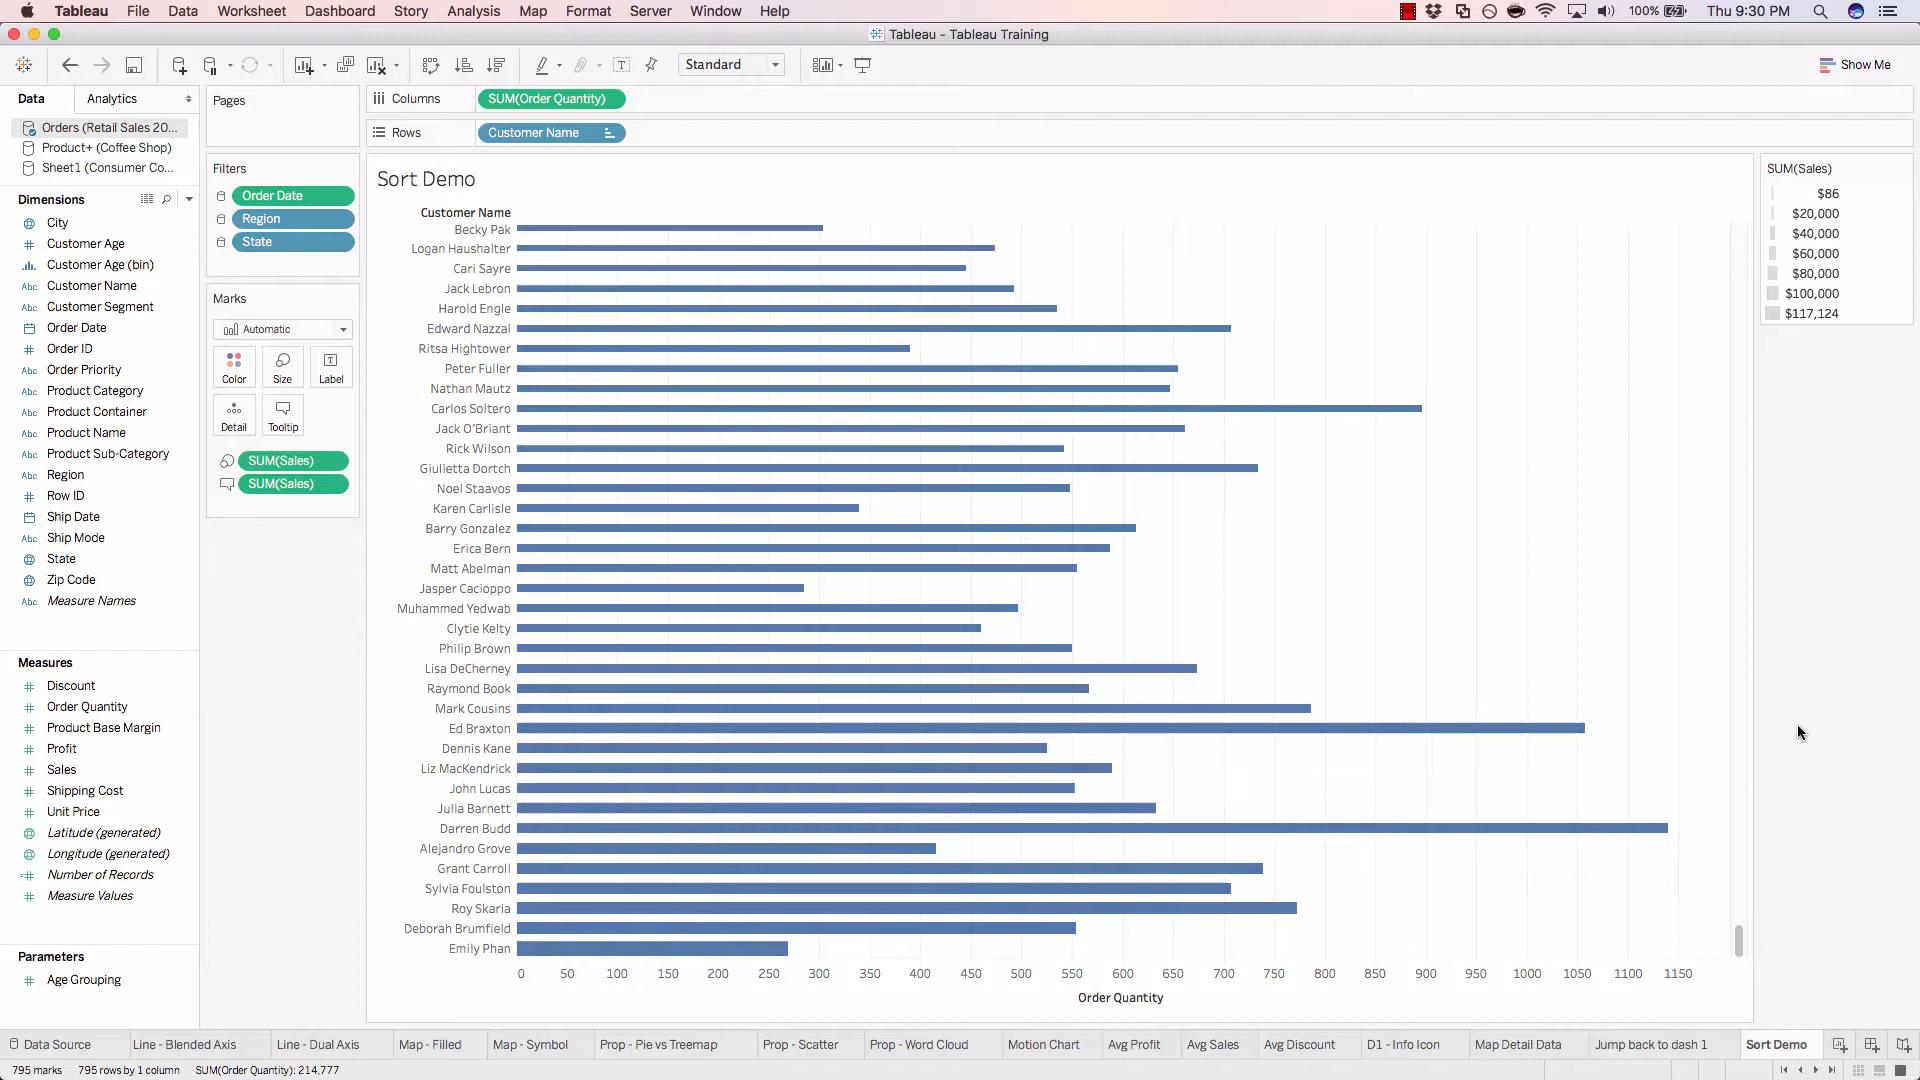 Tableau File Data Worksheet Dashboard Story Analysis Map Format Server Window Help 100% Thu 9:30 PM
Tableau - Tableau Training
Standard Show Me
Data Analytics
Orders (Retail Sales 20...
Product+ (Coffee Shop)
Sheet1 (Consumer Co...
Dimensions
City
Customer Age
Customer Age (bin)
Abc Customer Name
Abc Customer Segment
Order Date
Order ID
Abc Order Priority
Abc Product Category
Abc Product Container
Abc Product Name
Abc Product Sub-Category
Abc Region
Row ID
Ship Date
Abc Ship Mode
State
Zip Code
Abc Measure Names
Measures
Discount
Order Quantity
Product Base Margin
Profit
Sales
Shipping Cost
Unit Price
Latitude (generated)
Longitude (generated)
Number of Records
Measure Values
Parameters
Age Grouping
Pages
Filters
Order Date
Region
State
Marks
Automatic
Color Size Label
Detail Tooltip
SUM(Sales)
SUM(Sales)
Columns SUM(Order Quantity)
Rows Customer Name
Sort Demo
Customer Name
Becky Pak
Logan Haushalter
Cari Sayre
Jack Lebron
Harold Engle
Edward Nazzal
Ritsa Hightower
Peter Fuller
Nathan Mautz
Carlos Soltero
Jack O'Briant
Rick Wilson
Giulietta Dortch
Noel Staavos
Karen Carlisle
Barry Gonzalez
Erica Bern
Matt Abelman
Jasper Cacioppo
Muhammed Yedwab
Clytie Kelty
Philip Brown
Lisa DeCherney
Raymond Book
Mark Cousins
Ed Braxton
Dennis Kane
Liz MacKendrick
John Lucas
Julia Barnett
Darren Budd
Alejandro Grove
Grant Carroll
Sylvia Foulston
Roy Skaria
Deborah Brumfield
Emily Phan
0 50 100 150 200 250 300 350 400 450 500 550 600 650 700 750 800 850 900 950 1000 1050 1100 1150
Order Quantity
SUM(Sales)
$86
$20,000
$40,000
$60,000
$80,000
$100,000
$117,124
Data Source Line - Blended Axis Line - Dual Axis Map - Filled Map - Symbol Prop - Pie vs Treemap Prop - Scatter Prop - Word Cloud Motion Chart Avg Profit Avg Sales Avg Discount D1 - Info Icon Map Detail Data Jump back to dash 1 Sort Demo
795 marks 795 rows by 1 column SUM(Order Quantity): 214,777